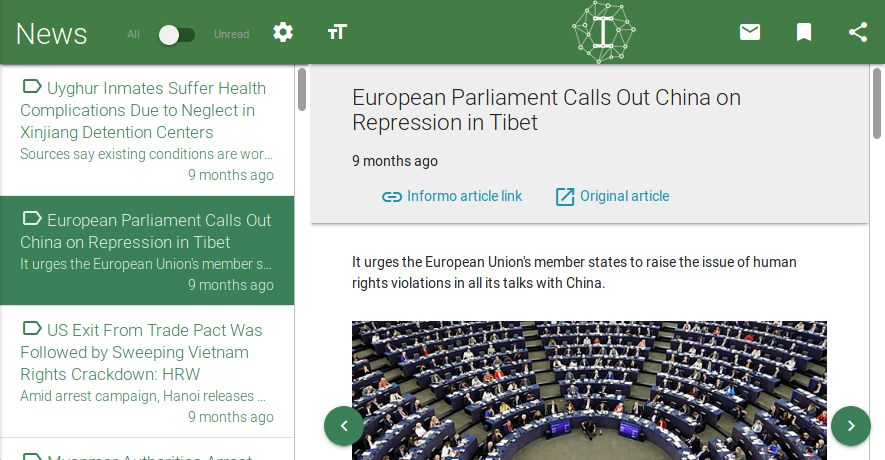 News
All
Unread
I
Uyghur Inmates Suffer Health
Complications Due to Neglect in
Xinjiang Detention Centers
Sources say existing conditions are wor...
9 months ago
European Parliament Calls Out
China on Repression in Tibet
It urges the European Union's member s...
9 months ago
US Exit From Trade Pact Was
Followed by Sweeping Vietnam
Rights Crackdown: HRW
Amid arrest campaign, Hanoi releases ...
9 months ago
Myanmar Authorities Arrest
European Parliament Calls Out China on
Repression in Tibet
9 months ago
Informo article link
Original article
It urges the European Union's member states to raise the issue of human
rights violations in all its talks with China.